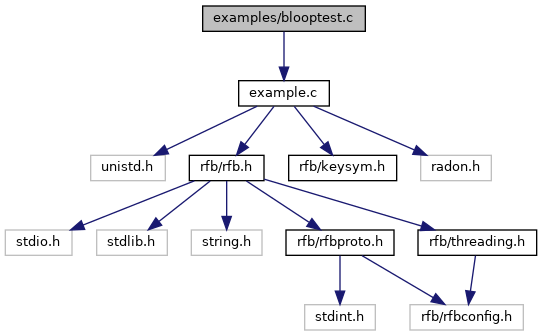 examples/blooptest.c
example.c
unistd.h
rfb/rfb.h
rfb/keysym.h
radon.h
stdio.h
stdlib.h
string.h
rfb/rfbproto.h
rfb/threading.h
stdint.h
rfb/rfbconfig.h